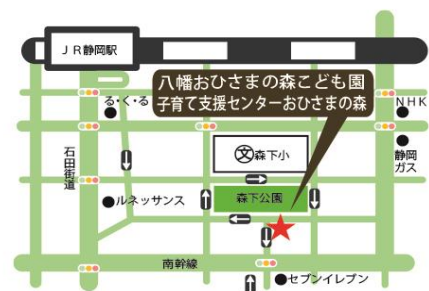 JR静岡駅
八幡おひさまの森こども園
子育て支援センターおひさまの森
る・く・る
NHK
石田街道
文森下小
静岡ガス
ルネッサンス
森下公園
南幹線
セブンイレブン